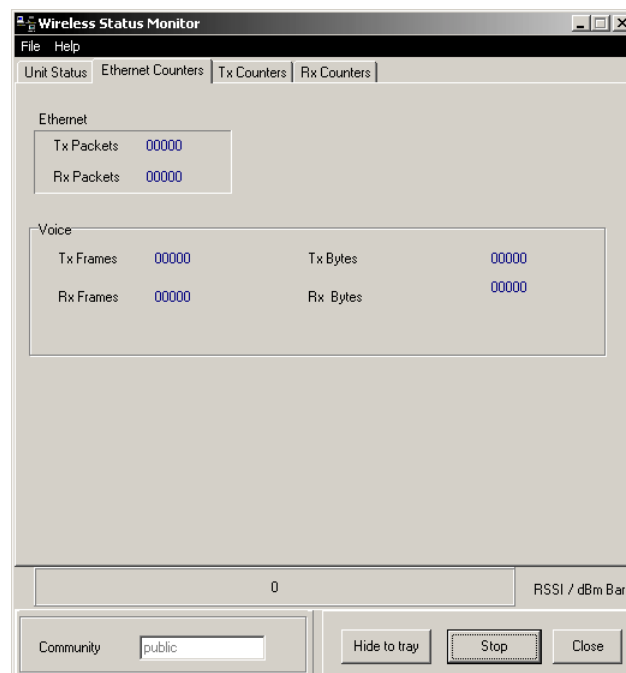 Wireless Status Monitor
File Help
Unit Status Ethernet Counters Tx Counters Rx Counters
Ethernet
Tx Packets 00000
Rx Packets 00000
Voice
Tx Frames 00000 Tx Bytes 00000
Rx Frames 00000 Rx Bytes 00000
0 RSSI / dBm Bar
Community public Hide to tray Stop Close